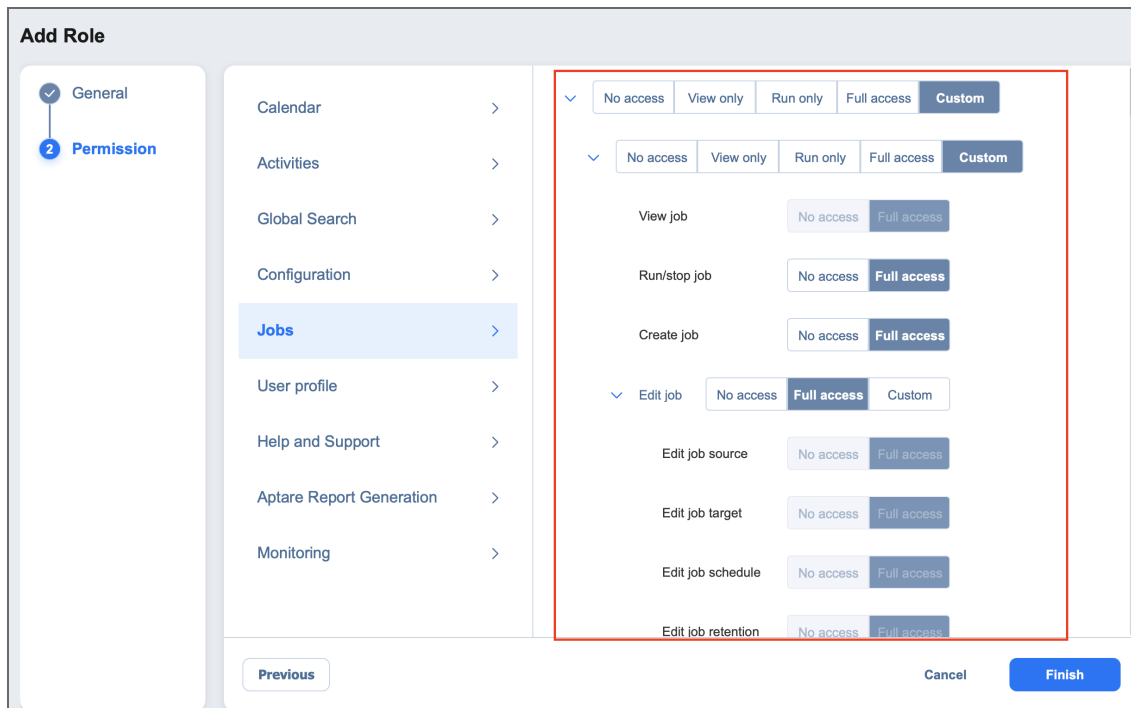 Add Role
General
2 Permission
Calendar
Activities
Global Search
Configuration
Jobs
User profile
Help and Support
Aptare Report Generation
Monitoring
No access View only Run only Full access Custom
No access View only Run only Full access Custom
View job No access Full access
Run/stop job No access Full access
Create job No access Full access
Edit job No access Full access Custom
Edit job source No access Full access
Edit job target No access Full access
Edit job schedule No access Full access
Edit job retention No access Full access
Previous Cancel Finish